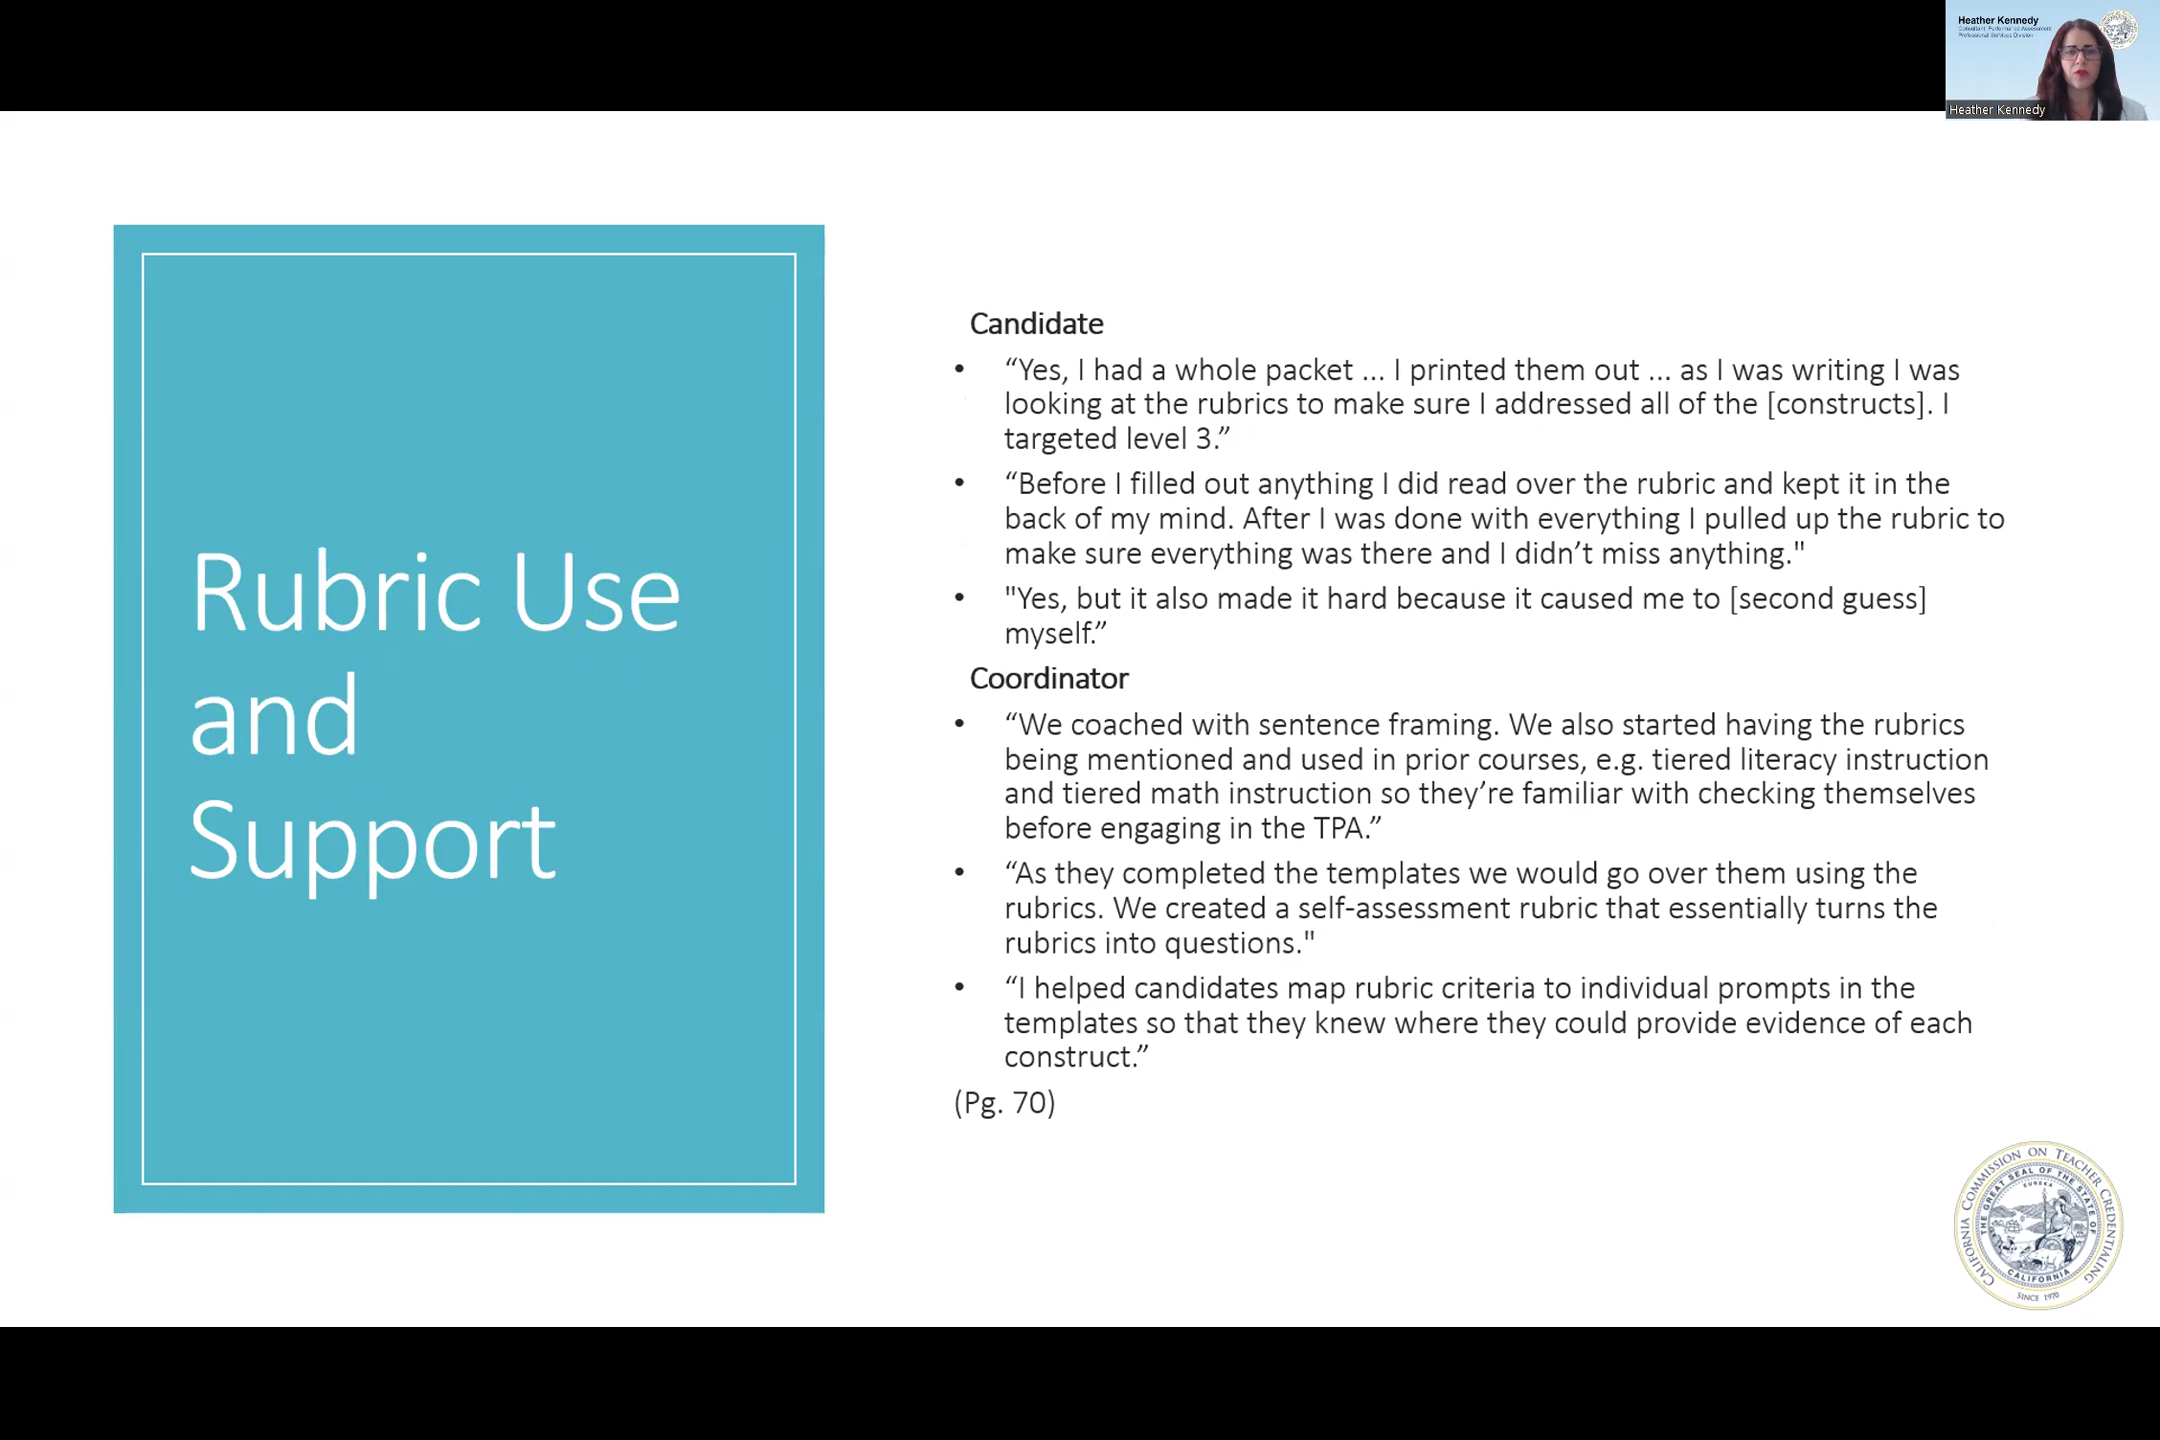 Heather Kennedy
Consultant, Performance Assessment
Professional Services Division
Heather Kennedy
Rubric Use
and
Support
Candidate
• “Yes, I had a whole packet ... I printed them out ... as I was writing I was
looking at the rubrics to make sure I addressed all of the [constructs]. I
targeted level 3.”
• “Before I filled out anything I did read over the rubric and kept it in the
back of my mind. After I was done with everything I pulled up the rubric to
make sure everything was there and I didn’t miss anything."
• "Yes, but it also made it hard because it caused me to [second guess]
myself.”
Coordinator
• “We coached with sentence framing. We also started having the rubrics
being mentioned and used in prior courses, e.g. tiered literacy instruction
and tiered math instruction so they’re familiar with checking themselves
before engaging in the TPA.”
• “As they completed the templates we would go over them using the
rubrics. We created a self-assessment rubric that essentially turns the
rubrics into questions."
• “I helped candidates map rubric criteria to individual prompts in the
templates so that they knew where they could provide evidence of each
construct.”
(Pg. 70)
CALIFORNIA COMMISSION ON TEACHER CREDENTIALING
THE GREAT SEAL OF THE STATE OF
EUREKA
CALIFORNIA
SINCE 1970